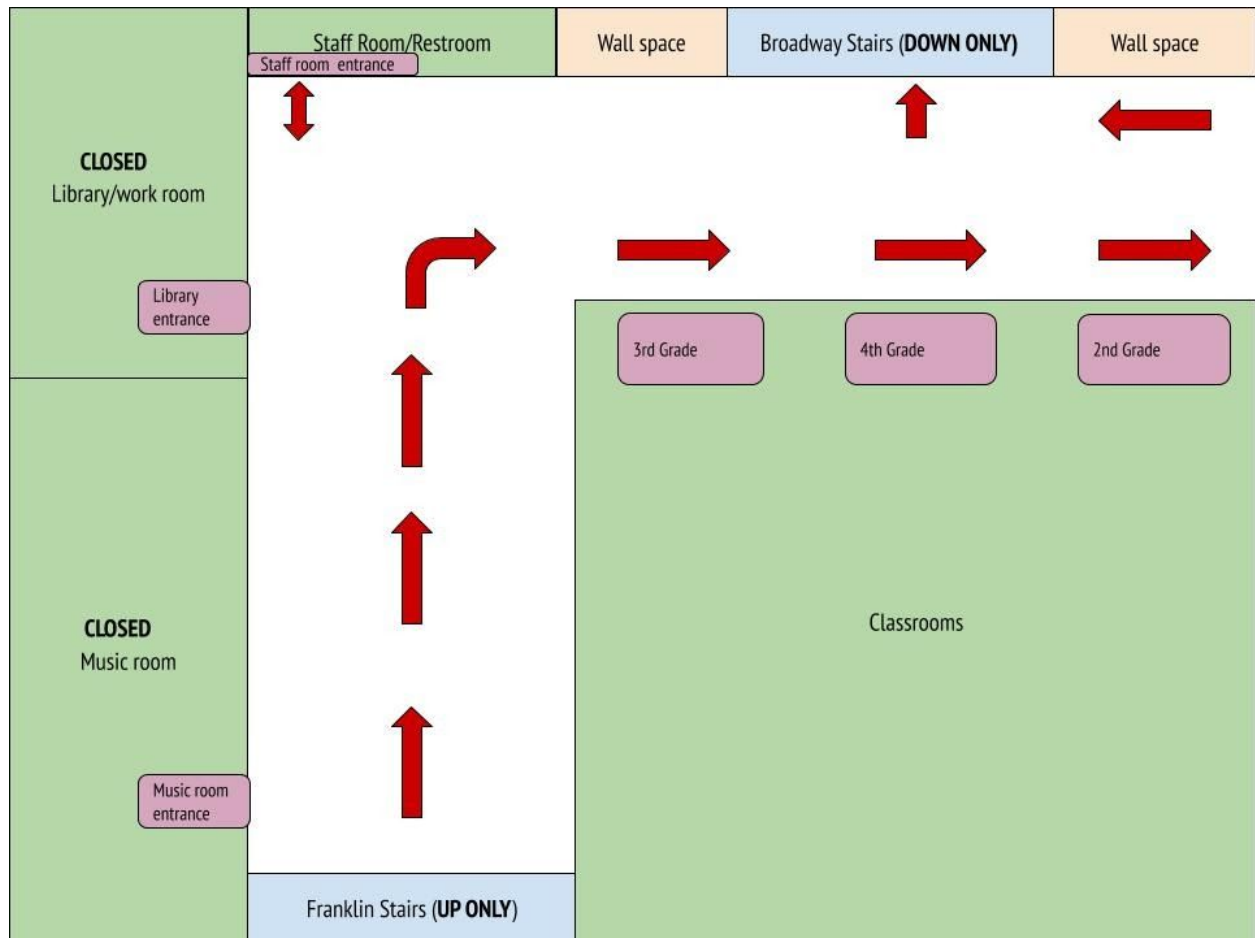 Staff Room/Restroom
Wall space
Broadway Stairs (DOWN ONLY)
Wall space
Staff room entrance
CLOSED
Library/work room
Library
entrance
3rd Grade
4th Grade
2nd Grade
CLOSED
Music room
Classrooms
Music room
entrance
Franklin Stairs (UP ONLY)